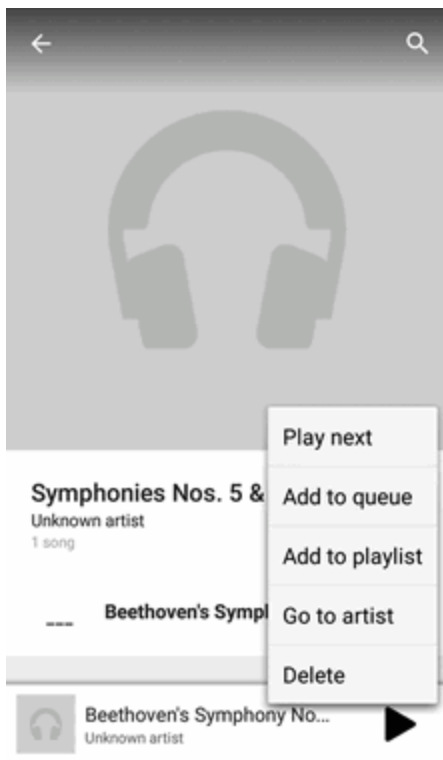 Play next
Symphonies Nos. 5 &
Add to queue
Unknown artist
1 song
Add to playlist
Beethoven's Symp
Go to artist
Delete
Beethoven's Symphony No...
Unknown artist